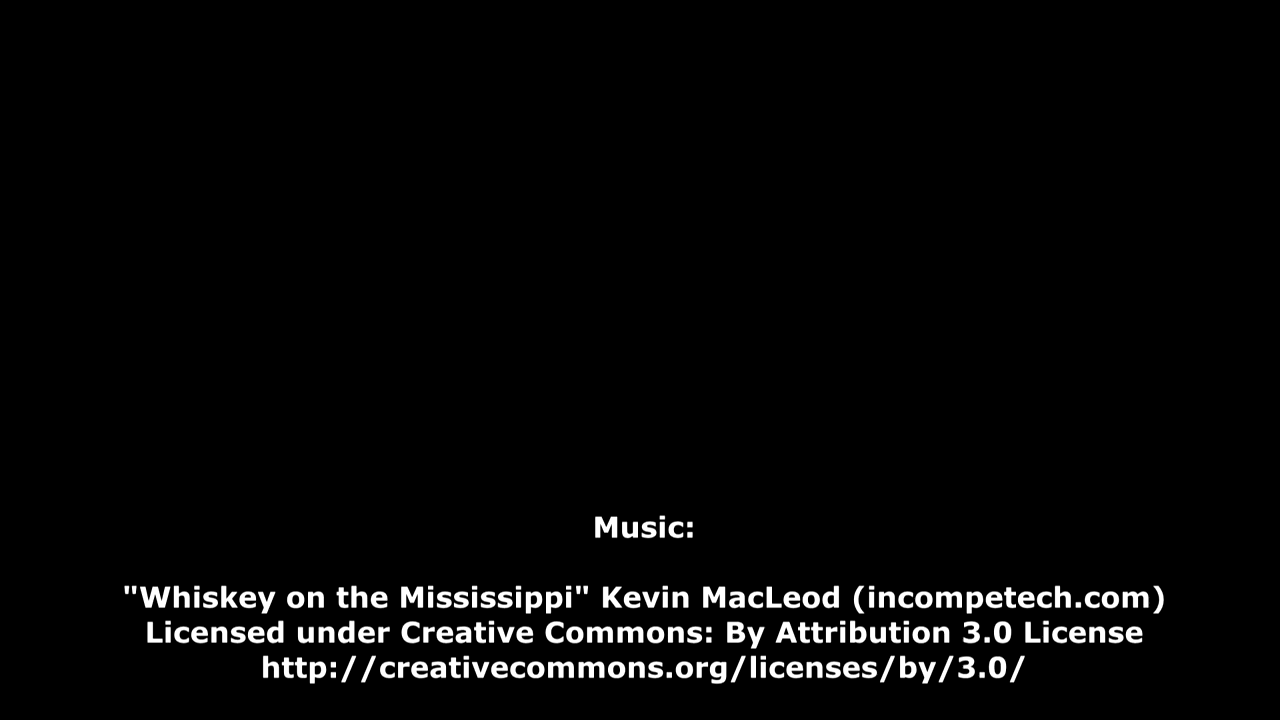 Music:
"Whiskey on the Mississippi" Kevin MacLeod (incompetech.com)
Licensed under Creative Commons: By Attribution 3.0 License
http://creativecommons.org/licenses/by/3.0/